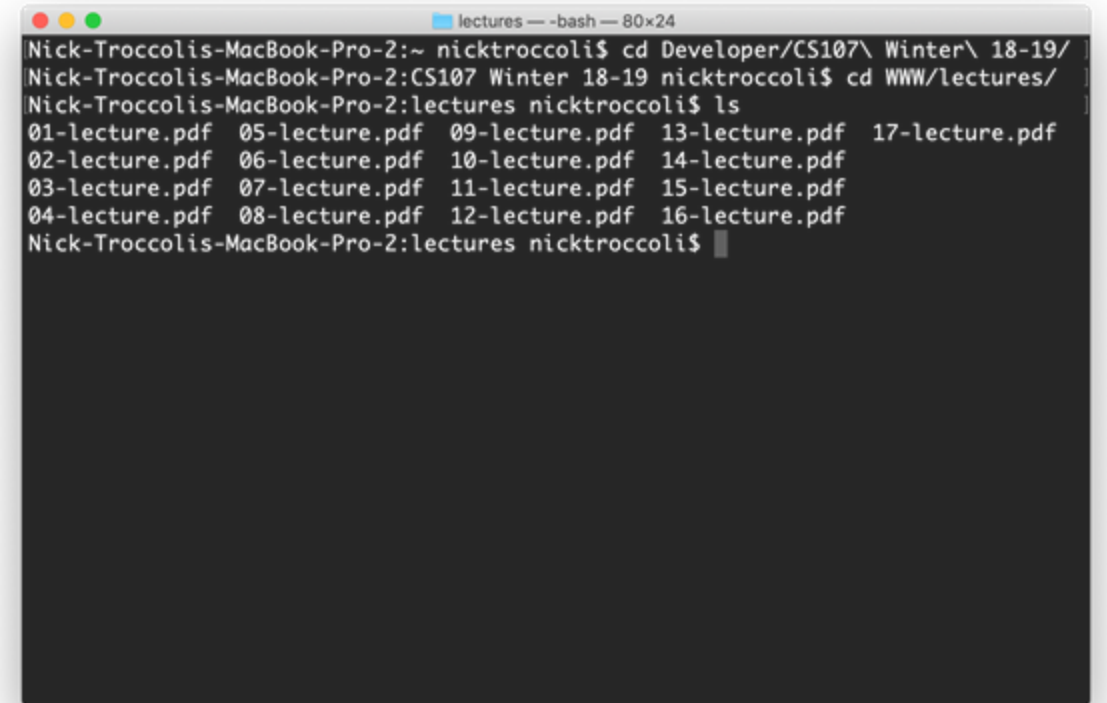 lectures — -bash — 80×24
Nick-Troccolis-MacBook-Pro-2:~ nicktroccoli$ cd Developer/CS107\ Winter\ 18-19/
Nick-Troccolis-MacBook-Pro-2:CS107 Winter 18-19 nicktroccoli$ cd WWW/lectures/
Nick-Troccolis-MacBook-Pro-2:lectures nicktroccoli$ ls
01-lecture.pdf  05-lecture.pdf  09-lecture.pdf  13-lecture.pdf  17-lecture.pdf
02-lecture.pdf  06-lecture.pdf  10-lecture.pdf  14-lecture.pdf
03-lecture.pdf  07-lecture.pdf  11-lecture.pdf  15-lecture.pdf
04-lecture.pdf  08-lecture.pdf  12-lecture.pdf  16-lecture.pdf
Nick-Troccolis-MacBook-Pro-2:lectures nicktroccoli$